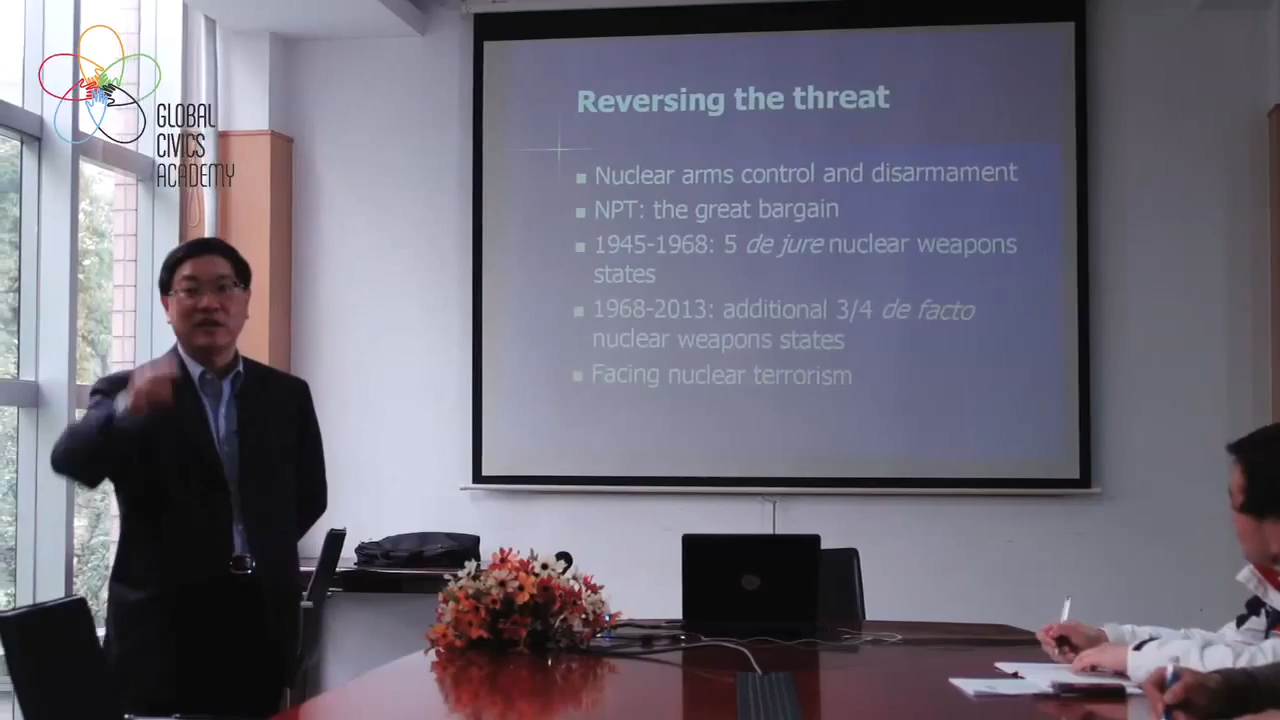 GLOBAL
CIVICS
ACADEMY
Reversing the threat
Nuclear arms control and disarmament
NPT: the great bargain
1945-1968: 5 de jure nuclear weapons
states
1968-2013: additional 3/4 de facto
nuclear weapons states
Facing nuclear terrorism